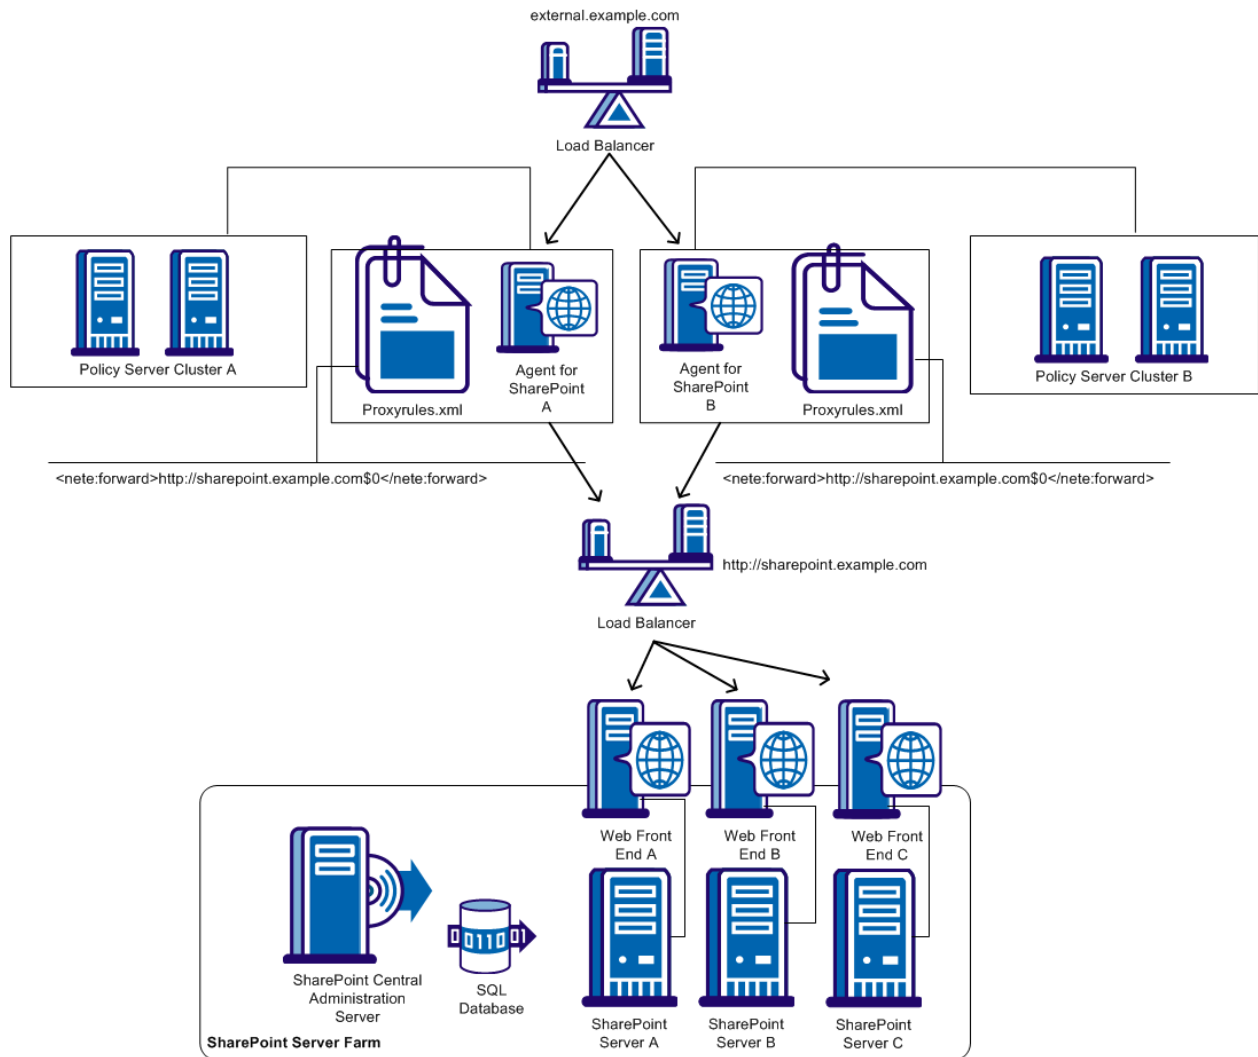 external.example.com
Load Balancer
Policy Server Cluster A
Proxyrules.xml
Agent for
SharePoint
A
Agent for
SharePoint
B
Proxyrules.xml
Policy Server Cluster B
<nete:forward>http://sharepoint.example.com$0</nete:forward>
<nete:forward>http://sharepoint.example.com$0</nete:forward>
http://sharepoint.example.com
Load Balancer
Web Front
End A
Web Front
End B
Web Front
End C
0 0110 01
SharePoint Central
Administration
Server
SQL
Database
SharePoint
Server A
SharePoint
Server B
SharePoint
Server C
SharePoint Server Farm